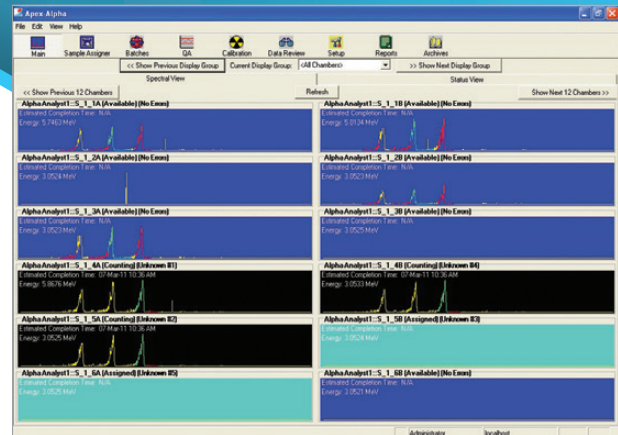 Apex Alpha
File Edit View Help
Main Sample Assigner Batches QA Calibration Data Review Setup Reports Archives
<< Show Previous Display Group Current Display Group: <All Chambers> >> Show Next Display Group
Spectral View Status View
<< Show Previous 12 Chambers Refresh Show Next 12 Chambers >>
AlphaAnalyst1::S_1_1A (Available) (No Errors) AlphaAnalyst1::S_1_1B (Available) (No Errors)
Estimated Completion Time: N/A Estimated Completion Time: N/A
Energy: 5.7463 MeV Energy: 5.0134 MeV
AlphaAnalyst1::S_1_2A (Available) (No Errors) AlphaAnalyst1::S_1_2B (Available) (No Errors)
Estimated Completion Time: N/A Estimated Completion Time: N/A
Energy: 3.0524 MeV Energy: 3.0523 MeV
AlphaAnalyst1::S_1_3A (Available) (No Errors) AlphaAnalyst1::S_1_3B (Available) (No Errors)
Estimated Completion Time: N/A Estimated Completion Time: N/A
Energy: 3.0523 MeV Energy: 3.0525 MeV
AlphaAnalyst1::S_1_4A (Counting) (Unknown #1) AlphaAnalyst1::S_1_4B (Counting) (Unknown #4)
Estimated Completion Time: 07-Mar-11 10:36 AM Estimated Completion Time: 07-Mar-11 10:36 AM
Energy: 5.8676 MeV Energy: 3.0533 MeV
AlphaAnalyst1::S_1_5A (Counting) (Unknown #2) AlphaAnalyst1::S_1_5B (Assigned) (Unknown #3)
Estimated Completion Time: 07-Mar-11 10:36 AM Estimated Completion Time: N/A
Energy: 3.0525 MeV Energy: 3.0524 MeV
AlphaAnalyst1::S_1_6A (Assigned) (Unknown #5) AlphaAnalyst1::S_1_6B (Available) (No Errors)
Estimated Completion Time: N/A Estimated Completion Time: N/A
Energy: 3.0525 MeV Energy: 3.0521 MeV
Administrator localhost